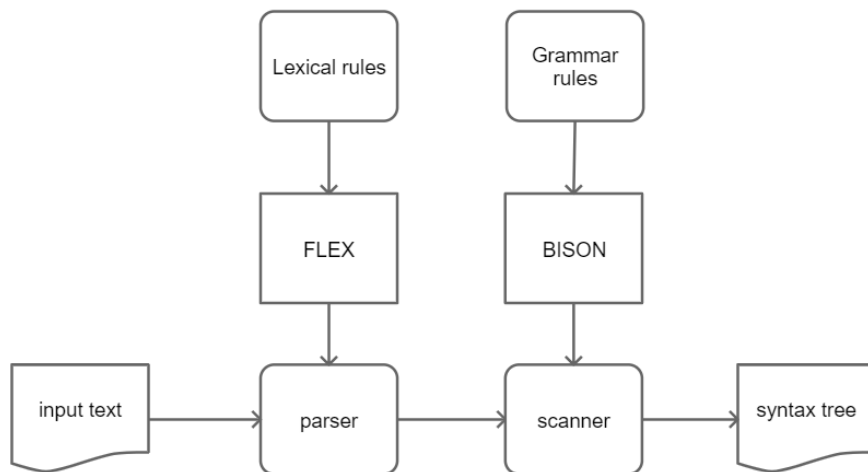 Lexical rules
Grammar
rules
FLEX
BISON
input text
parser
scanner
syntax tree